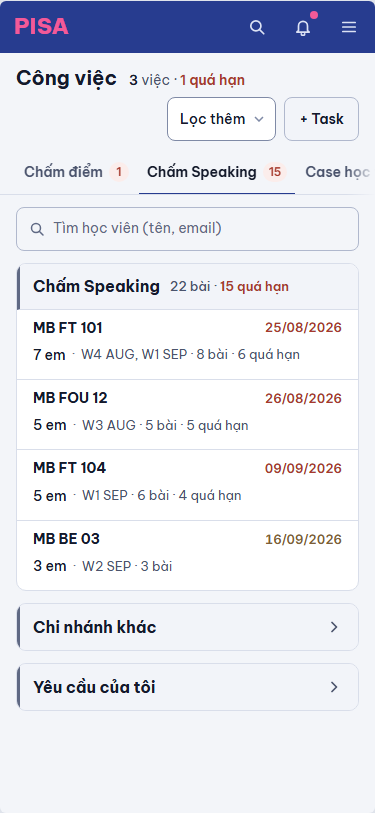 PISA
Công việc 3 việc · 1 quá hạn
Lọc thêm
+ Task
Chấm điểm 1 Chấm Speaking 15 Case học
Tìm học viên (tên, email)
Chấm Speaking 22 bài · 15 quá hạn
MB FT 101 25/08/2026
7 em · W4 AUG, W1 SEP · 8 bài · 6 quá hạn
MB FOU 12 26/08/2026
5 em · W3 AUG · 5 bài · 5 quá hạn
MB FT 104 09/09/2026
5 em · W1 SEP · 6 bài · 4 quá hạn
MB BE 03 16/09/2026
3 em · W2 SEP · 3 bài
Chi nhánh khác
Yêu cầu của tôi